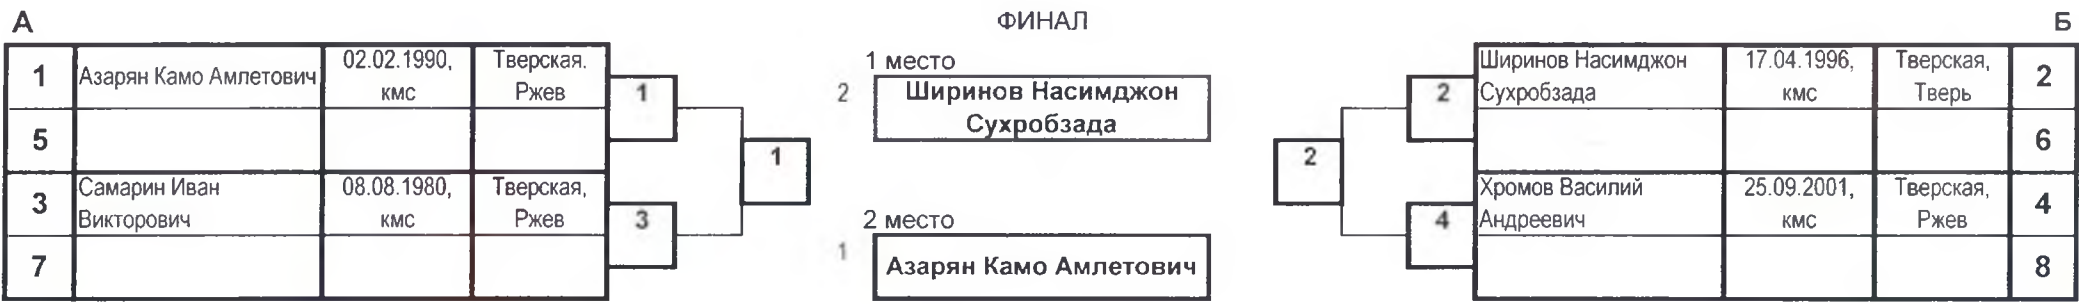 А
ФИНАЛ
Б
1
Азарян Камо Амлетович
02.02.1990,
кмс
Тверская.
Ржев
5
3
Самарин Иван
Викторович
08.08.1980,
кмс
Тверская,
Ржев
7
1
3
1
1 место
2
Ширинов Насимджон
Сухробзада
2 место
1
Азарян Камо Амлетович
2
2
4
Ширинов Насимджон
Сухробзада
17.04.1996,
кмс
Тверская,
Тверь
2
6
Хромов Василий
Андреевич
25.09.2001,
кмс
Тверская,
Ржев
4
8